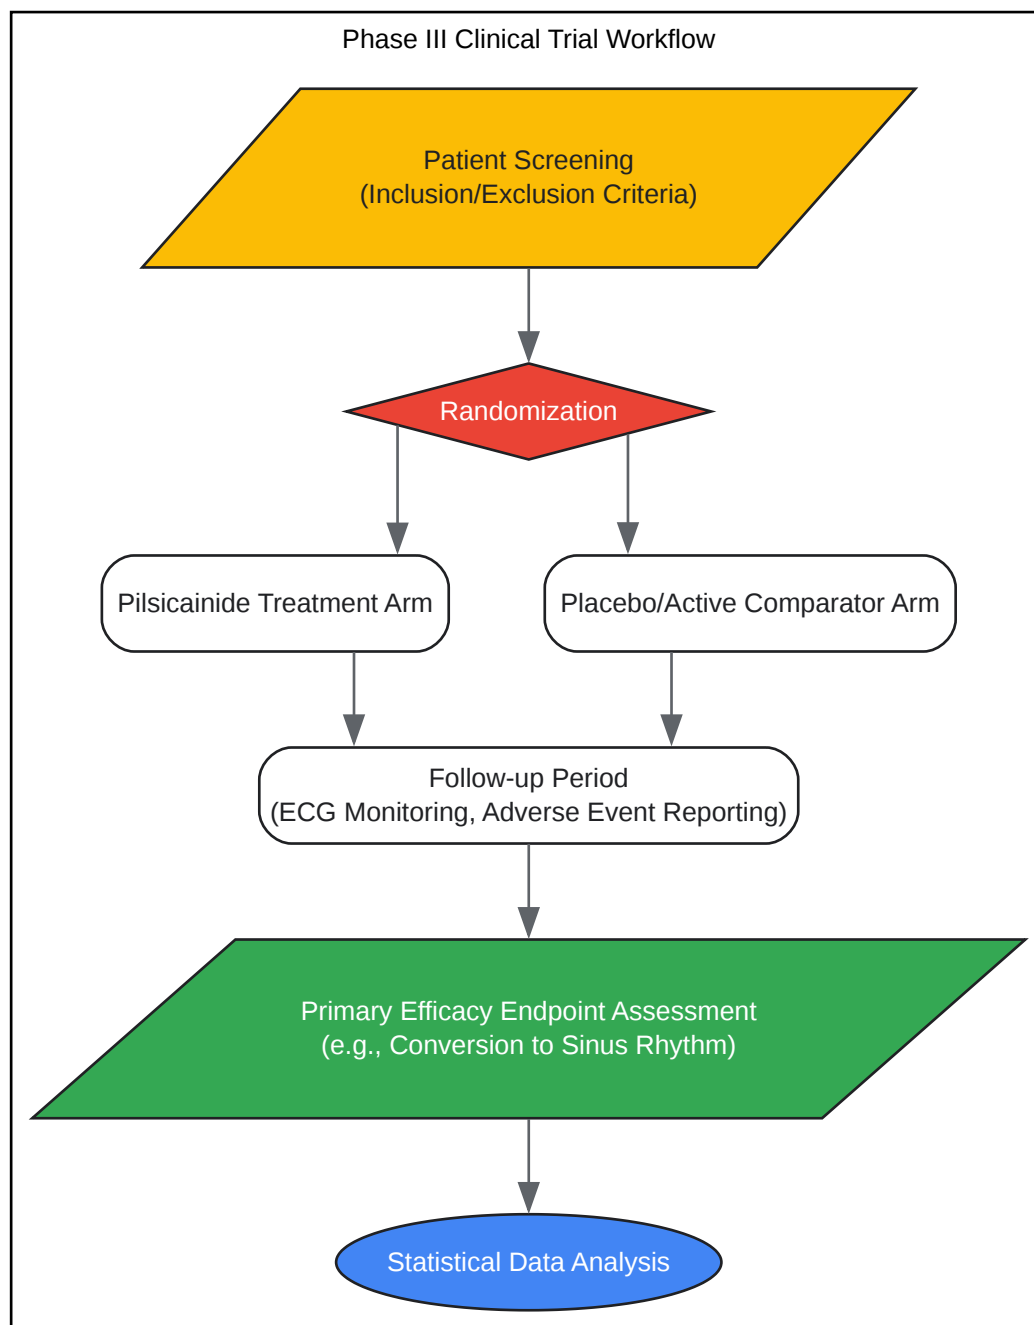 Phase III Clinical Trial Workflow
Patient Screening
(Inclusion/Exclusion Criteria)
Randomization
Pilsicainide Treatment Arm
Placebo/Active Comparator Arm
Follow-up Period
(ECG Monitoring, Adverse Event Reporting)
Primary Efficacy Endpoint Assessment
(e.g., Conversion to Sinus Rhythm)
Statistical Data Analysis